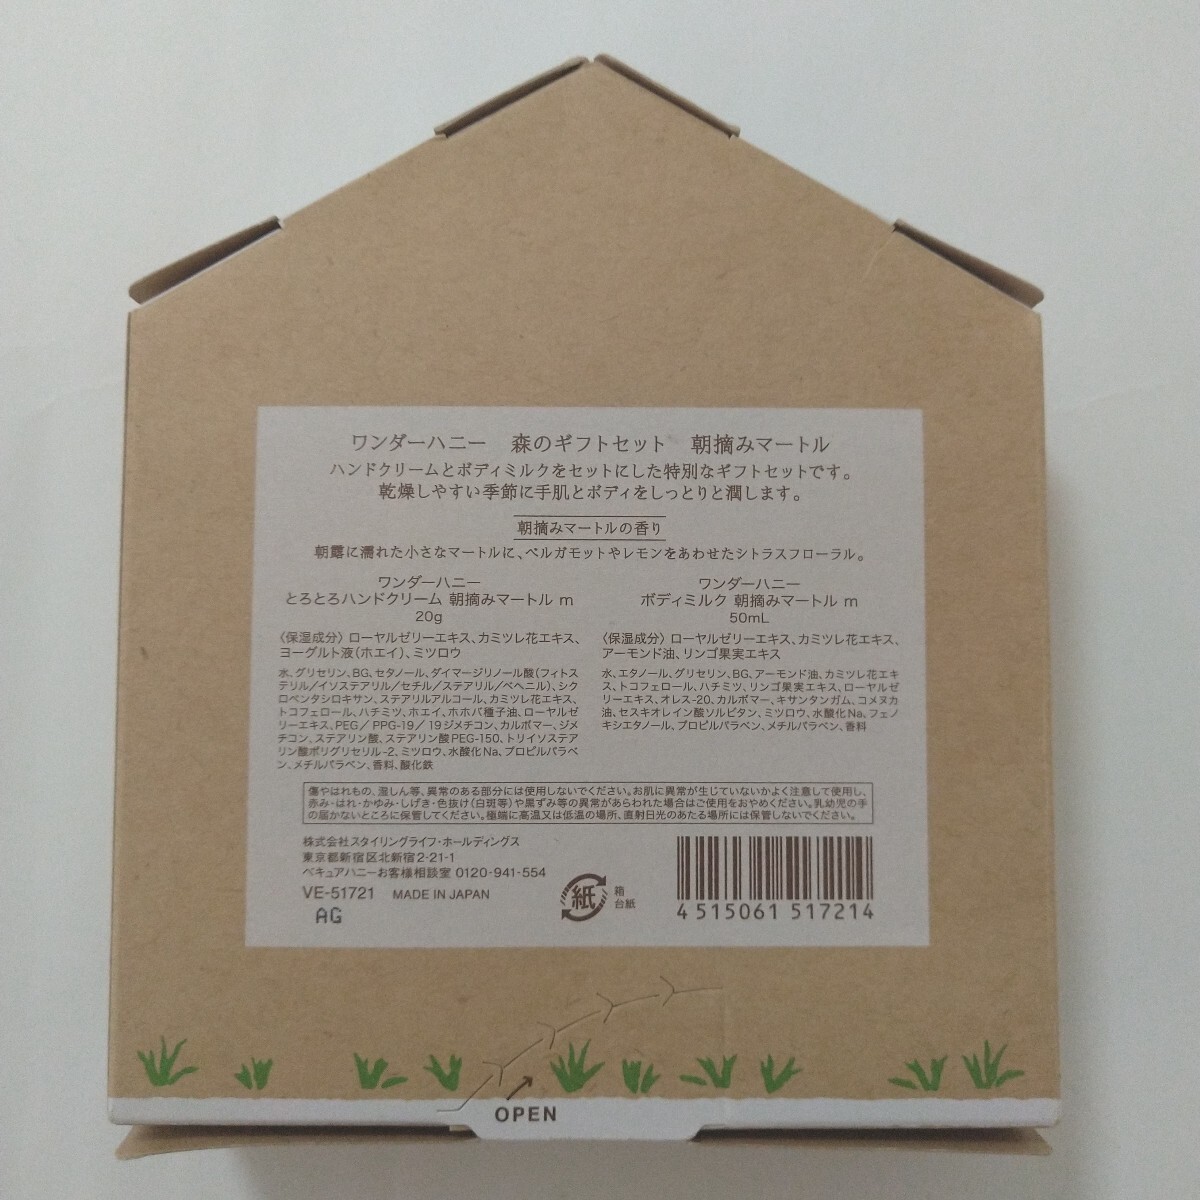 ワンダーハニー　森のギフトセット　朝摘みマートル
ハンドクリームとボディミルクをセットにした特別なギフトセットです。
乾燥しやすい季節に手肌とボディをしっとりと潤します。
朝摘みマートルの香り
朝露に濡れた小さなマートルに、ベルガモットやレモンをあわせたシトラスフローラル。
ワンダーハニー
とろとろハンドクリーム 朝摘みマートル m
20g
〈保湿成分〉ローヤルゼリーエキス、カミツレ花エキス、
ヨーグルト液(ホエイ)、ミツロウ
水、グリセリン、BG、セタノール、ダイマージリノール酸(フィトス
テリル/イソステアリル/セチル/ステアリル/ベヘニル)、シク
ロペンタシロキサン、ステアリルアルコール、カミツレ花エキス、
トコフェロール、ハチミツ、ホエイ、ホホバ種子油、ローヤルゼ
リーエキス、PEG/PPG-19/19ジメチコン、カルボマー、ジメ
チコン、ステアリン酸、ステアリン酸PEG-150、トリイソステア
リン酸ポリグリセリル-2、ミツロウ、水酸化Na、プロピルパラベ
ン、メチルパラベン、香料、酸化鉄
ワンダーハニー
ボディミルク 朝摘みマートル m
50mL
〈保湿成分〉ローヤルゼリーエキス、カミツレ花エキス、
アーモンド油、リンゴ果実エキス
水、エタノール、グリセリン、BG、アーモンド油、カミツレ花エキ
ス、トコフェロール、ハチミツ、リンゴ果実エキス、ローヤルゼ
リーエキス、オレス-20、カルボマー、キサンタンガム、コメヌカ
油、セスキオレイン酸ソルビタン、ミツロウ、水酸化Na、フェノ
キシエタノール、プロピルパラベン、メチルパラベン、香料
傷やはれもの、湿しん等、異常のある部分には使用しないでください。お肌に異常が生じていないかよく注意して使用し、
赤み・はれ・かゆみ・しげき・色抜け(白斑等)や黒ずみ等の異常があらわれた場合はご使用をおやめください。乳幼児の手
の届かないところに保管してください。極端に高温又は低温の場所、直射日光のあたる場所には保管しないでください。
株式会社スタイリングライフ・ホールディングス
東京都新宿区北新宿2-21-1
ベキュアハニーお客様相談室 0120-941-554
VE-51721 MADE IN JAPAN
AG
紙
箱
台紙
4 515061 517214
OPEN